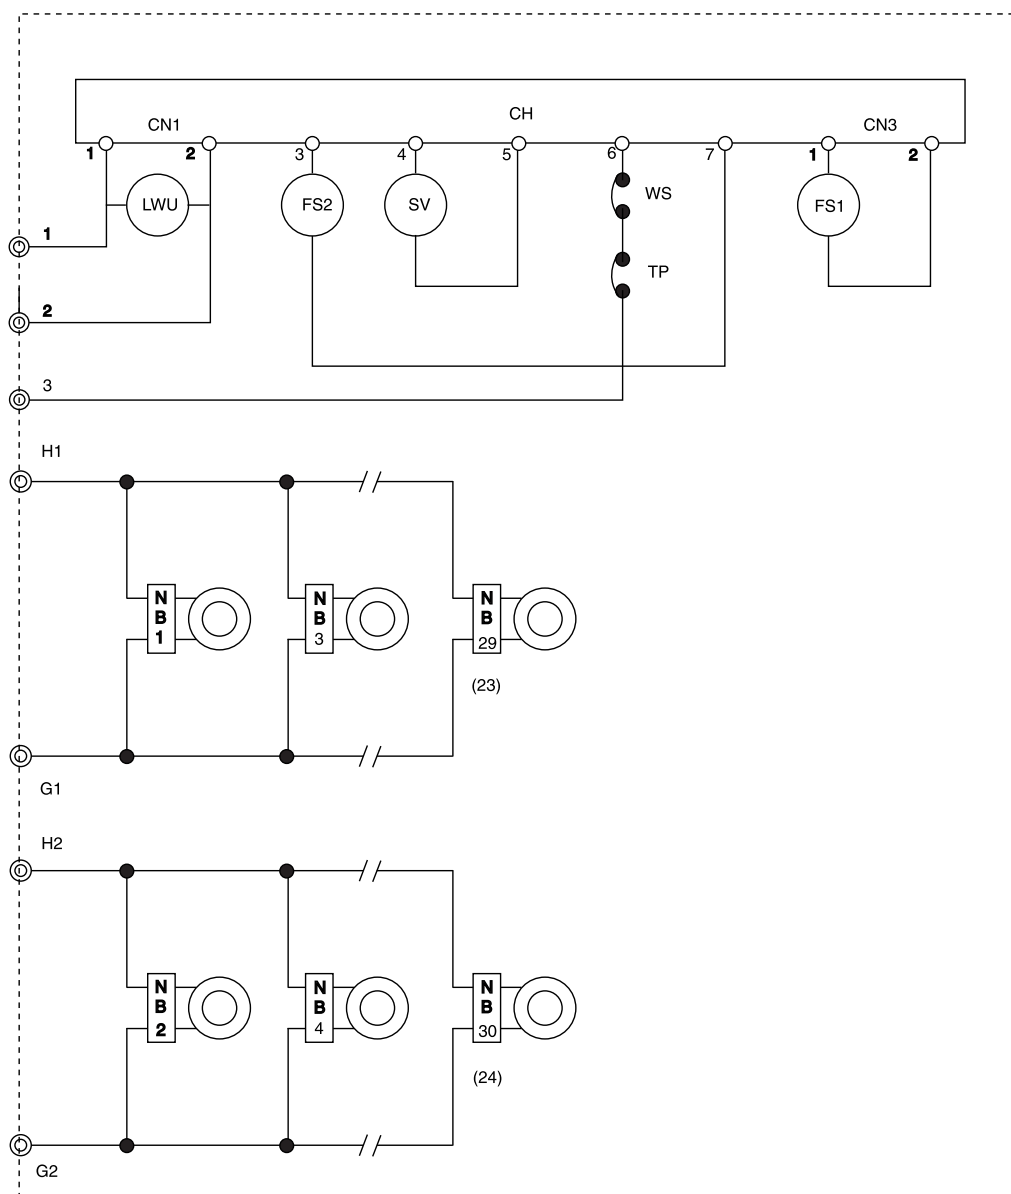 CH
CN1
CN3
1 2 3 4 5 6 7 1 2
LWU FS2 SV WS FS1
1
TP
2
3
H1
N B 1
N B 3
N B 29
(23)
G1
H2
N B 2
N B 4
N B 30
(24)
G2